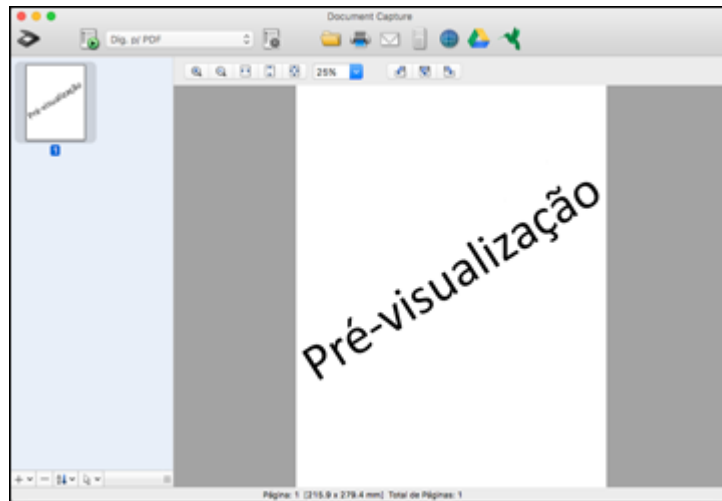 Document Capture
Dig. p/ PDF
25%
Pré-visualização
1
Pré-visualização
Página: 1 [215.9 x 279.4 mm] Total de Páginas: 1